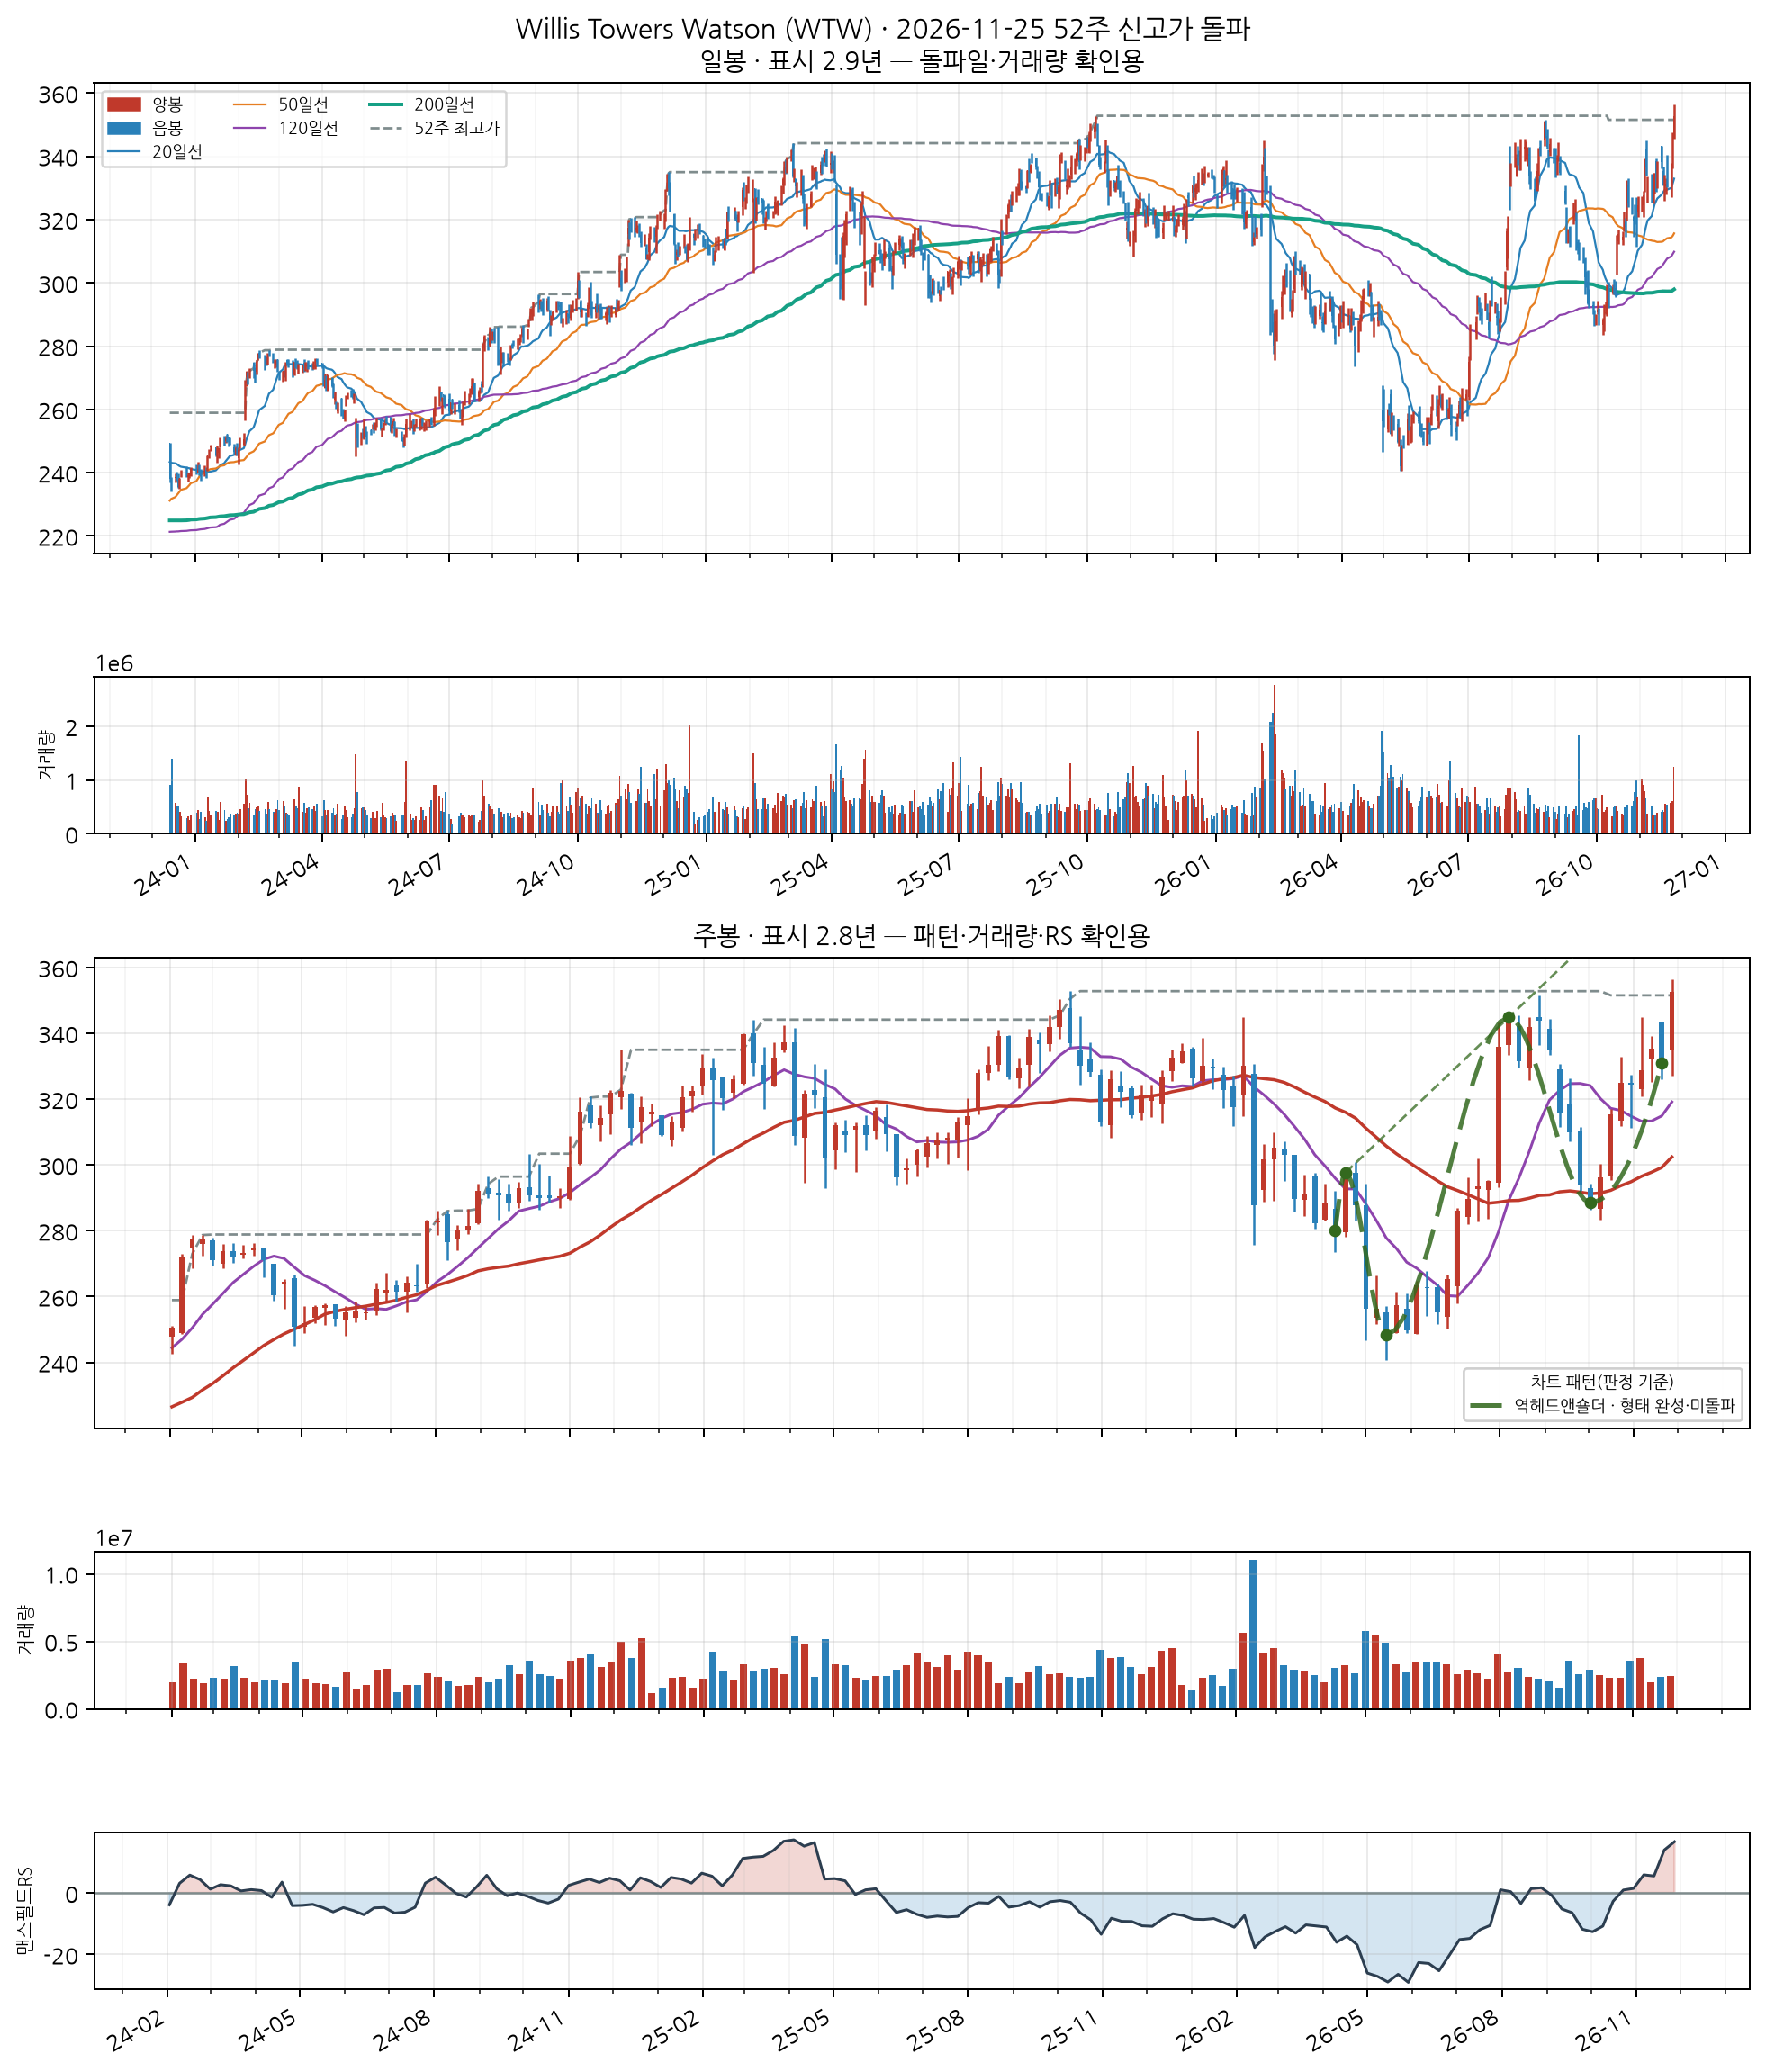 Willis Towers Watson (WTW) · 2026-11-25 52주 신고가 돌파
일봉 · 표시 2.9년 — 돌파일·거래량 확인용
양봉
음봉
20일선
50일선
120일선
200일선
52주 최고가
360
340
320
300
280
260
240
220
1e6
거래량
2
1
0
24-01
24-04
24-07
24-10
25-01
25-04
25-07
25-10
26-01
26-04
26-07
26-10
27-01
주봉 · 표시 2.8년 — 패턴·거래량·RS 확인용
360
340
320
300
280
260
240
차트 패턴(판정 기준)
역헤드앤숄더 · 형태 완성·미돌파
1e7
거래량
1.0
0.5
0.0
맨스필드RS
0
-20
24-02
24-05
24-08
24-11
25-02
25-05
25-08
25-11
26-02
26-05
26-08
26-11